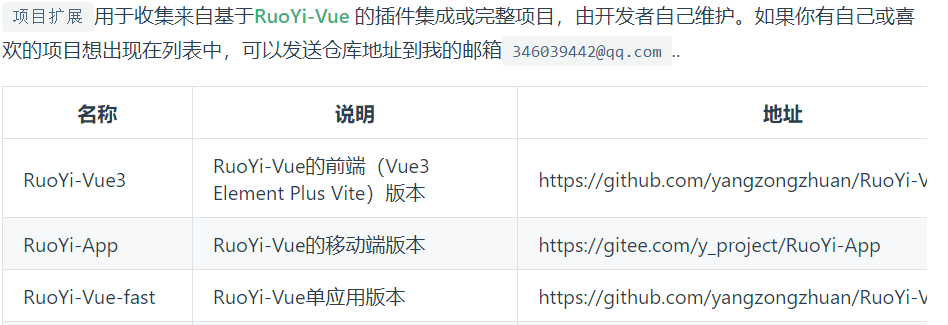 项目扩展 用于收集来自基于RuoYi-Vue 的插件集成或完整项目，由开发者自己维护。如果你有自己或喜
欢的项目想出现在列表中，可以发送仓库地址到我的邮箱 346039442@qq.com ..
名称 说明 地址
RuoYi-Vue3 RuoYi-Vue的前端（Vue3 https://github.com/yangzongzhuan/RuoYi-V
Element Plus Vite）版本
RuoYi-App RuoYi-Vue的移动端版本 https://gitee.com/y_project/RuoYi-App
RuoYi-Vue-fast RuoYi-Vue单应用版本 https://github.com/yangzongzhuan/RuoYi-V